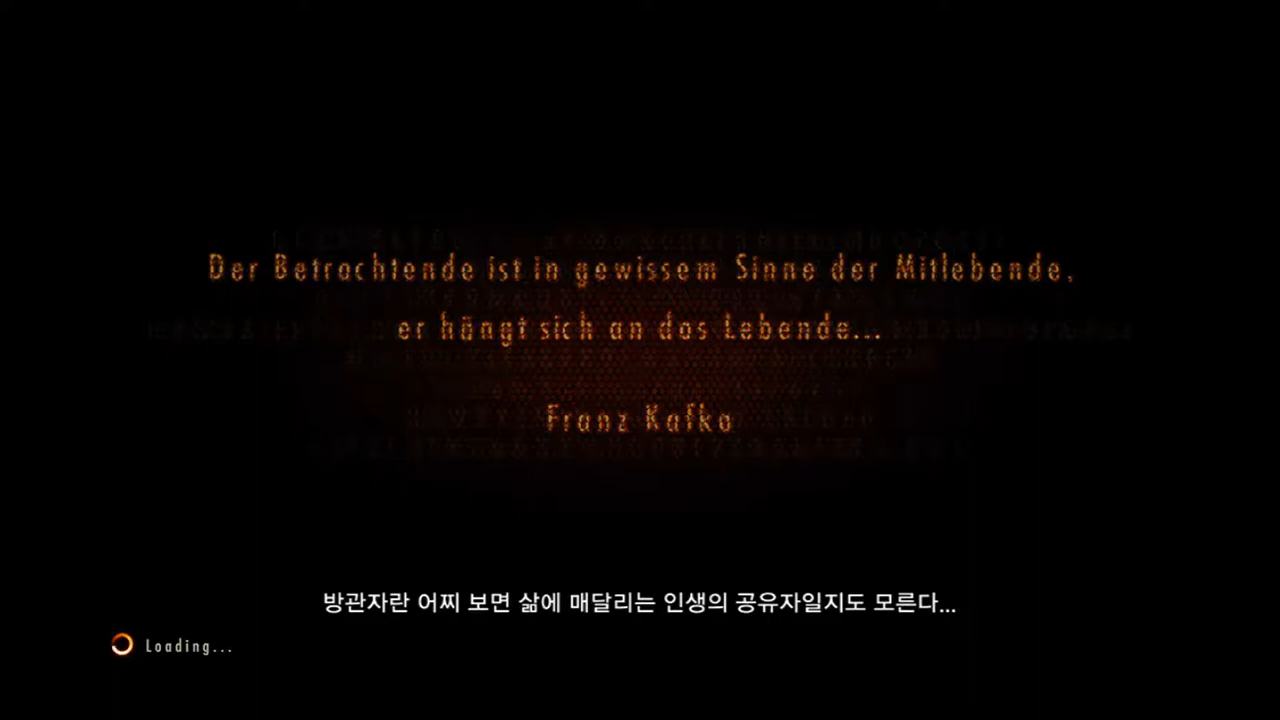 Der Betrachtende ist in gewissem Sinne der Mitlebende,
er hängt sich an das Lebende...
Franz Kafka
방관자란 어찌 보면 삶에 매달리는 인생의 공유자일지도 모른다...
Loading...